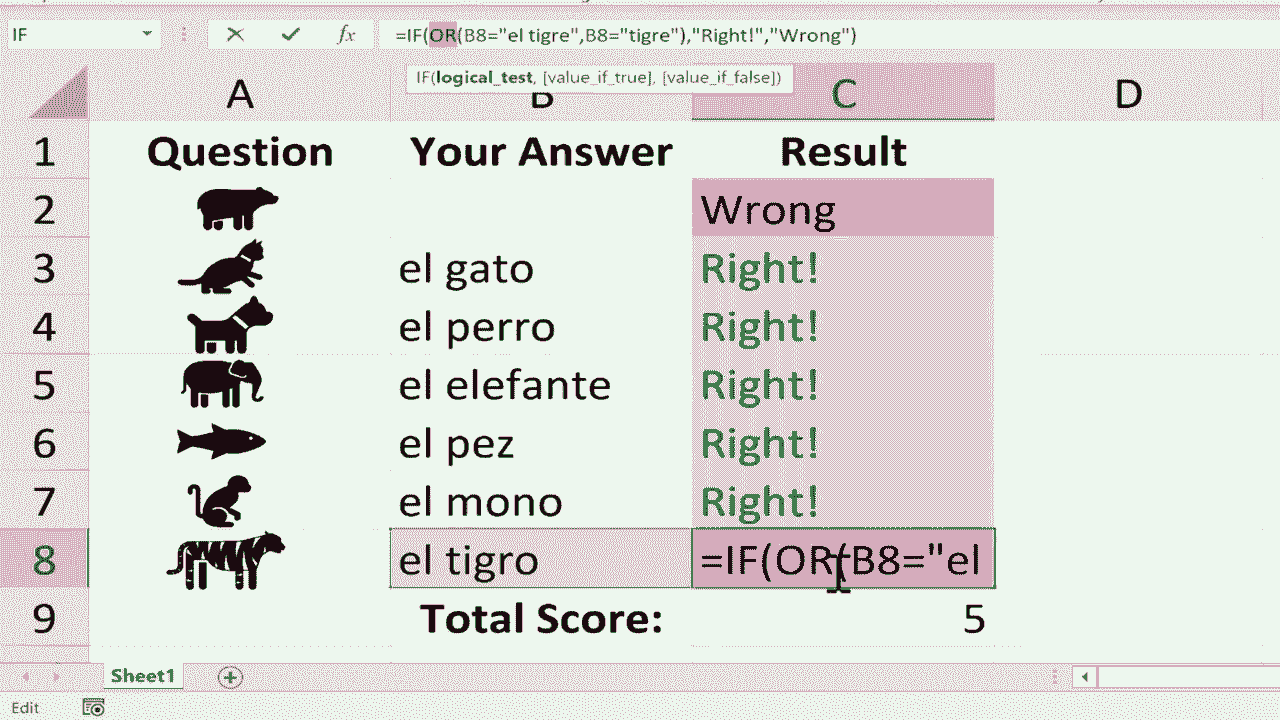 IF
fx
=IF(OR(B8="el tigre",B8="tigre"),"Right!","Wrong")
IF(logical_test, [value_if_true], [value_if_false])
A B C D
1 Question Your Answer Result
2 Wrong
3 el gato Right!
4 el perro Right!
5 el elefante Right!
6 el pez Right!
7 el mono Right!
8 el tigro =IF(OR(B8="el
9 Total Score: 5
Sheet1
Edit